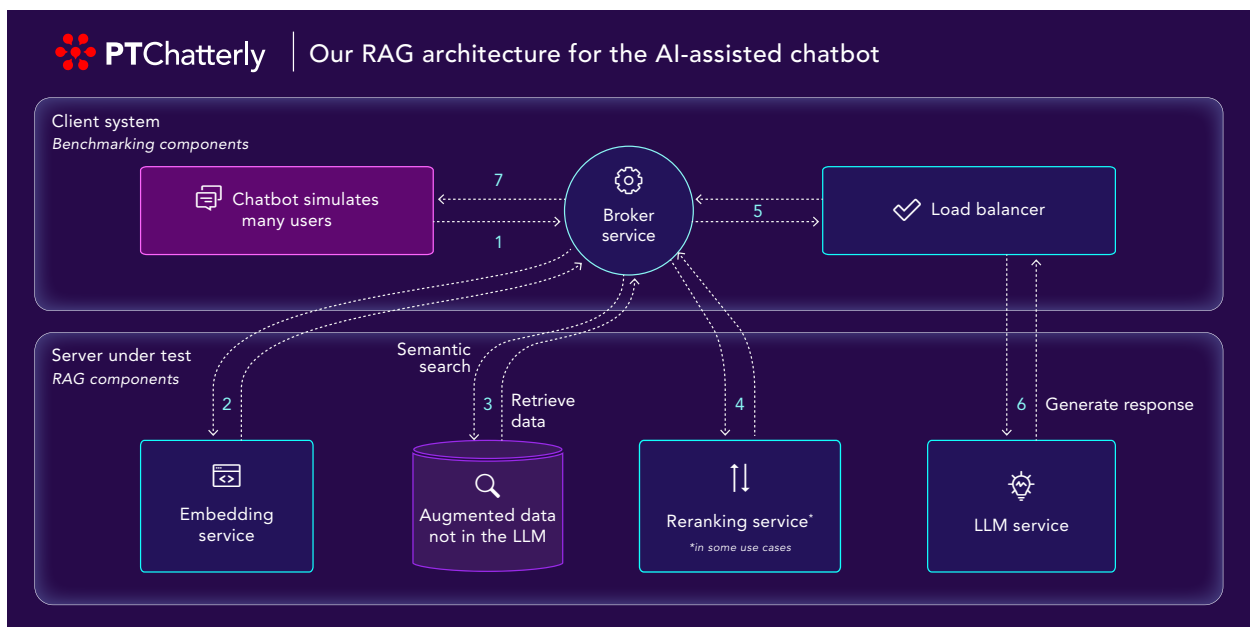 PTChatterly
Our RAG architecture for the AI-assisted chatbot
Client system
Benchmarking components
Chatbot simulates
many users
7
1
Broker
service
5
Load balancer
Server under test
RAG components
2
Semantic
search
3
Retrieve
data
4
6
Generate response
Embedding
service
Augmented data
not in the LLM
Reranking service*
*in some use cases
LLM service